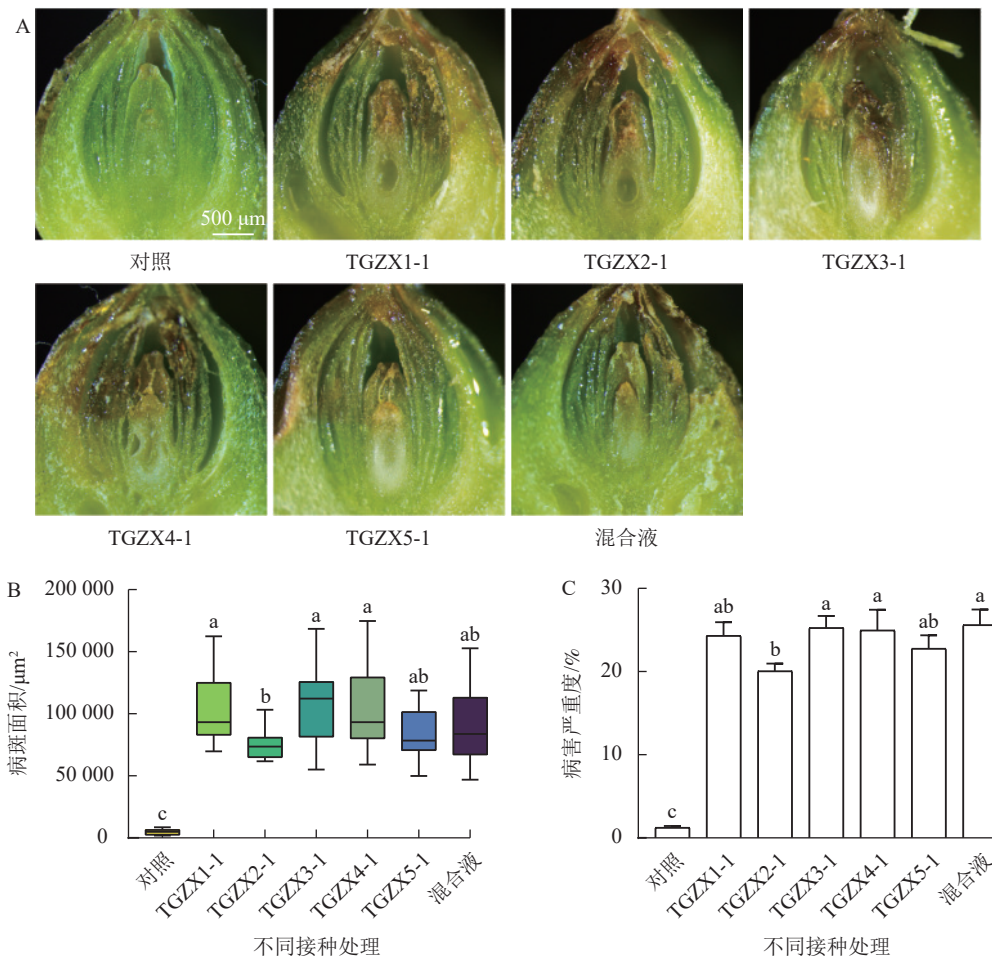 A
500 μm
对照
TGZX1-1
TGZX2-1
TGZX3-1
TGZX4-1
TGZX5-1
混合液
B
病斑面积/μm²
200 000
150 000
100 000
50 000
0
c
a
b
a
a
ab
ab
对照
TGZX1-1
TGZX2-1
TGZX3-1
TGZX4-1
TGZX5-1
混合液
不同接种处理
C
病害严重度/%
30
20
10
0
c
ab
b
a
a
ab
a
对照
TGZX1-1
TGZX2-1
TGZX3-1
TGZX4-1
TGZX5-1
混合液
不同接种处理